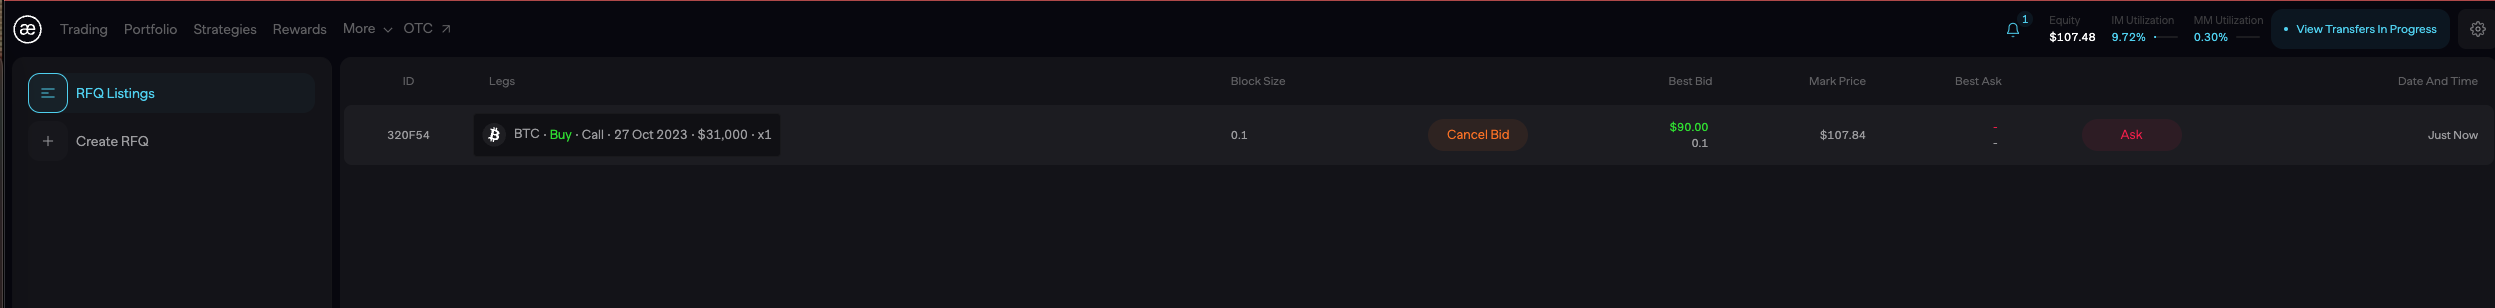 æ Trading Portfolio Strategies Rewards More OTC ↗ 1 Equity $107.48 IM Utilization 9.72% MM Utilization 0.30% • View Transfers In Progress
RFQ Listings
+ Create RFQ
ID Legs Block Size Best Bid Mark Price Best Ask Date And Time
320F54 BTC · Buy · Call · 27 Oct 2023 · $31,000 · x1 0.1 Cancel Bid $90.00 0.1 $107.84 - - Ask Just Now